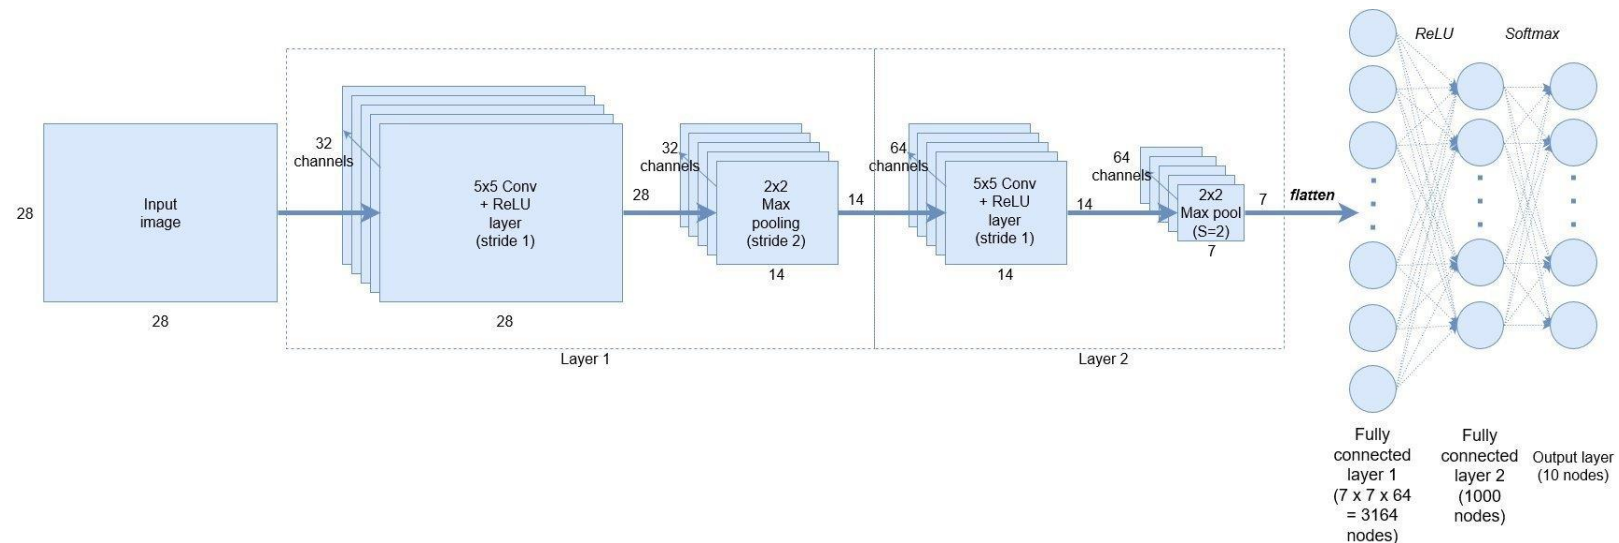 28
Input
image
28
32
channels
5x5 Conv
+ ReLU
layer
(stride 1)
28
28
32
channels
2x2
Max
pooling
(stride 2)
14
14
Layer 1
64
channels
5x5 Conv
+ ReLU
layer
(stride 1)
14
14
64
channels
2x2
Max pool
(S=2)
7
7
Layer 2
flatten
ReLU
Softmax
Fully
connected
layer 1
(7 x 7 x 64
= 3164
nodes)
Fully
connected
layer 2
(1000
nodes)
Output layer
(10 nodes)